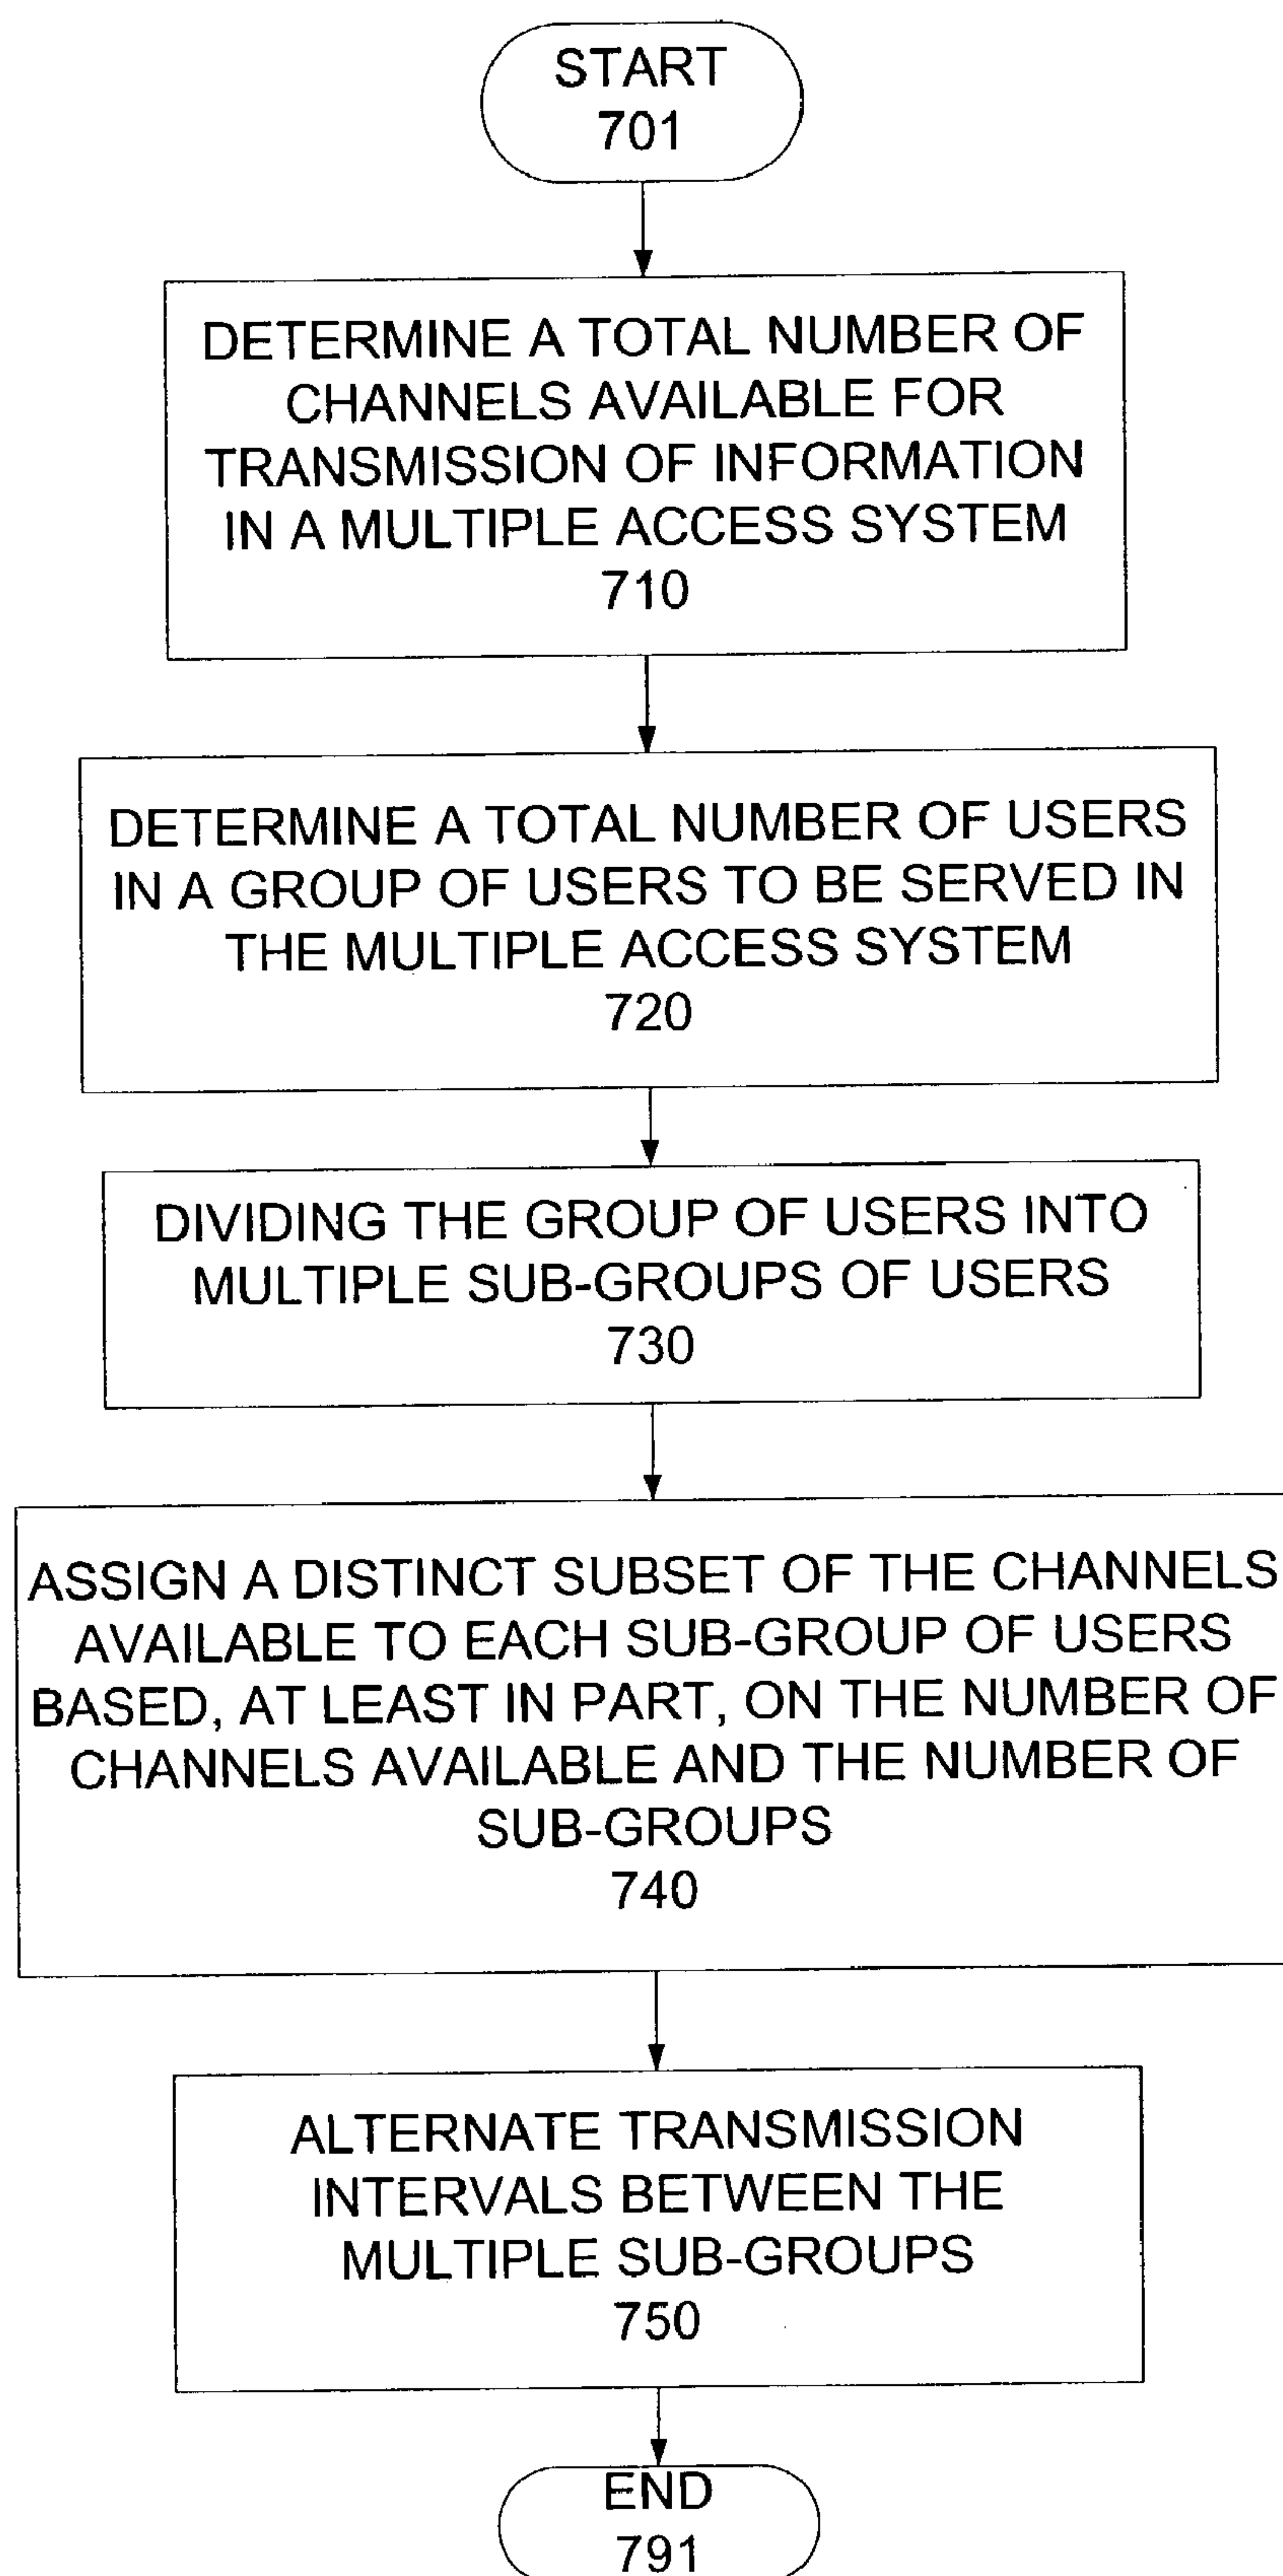 START
701
DETERMINE A TOTAL NUMBER OF
CHANNELS AVAILABLE FOR
TRANSMISSION OF INFORMATION
IN A MULTIPLE ACCESS SYSTEM
710
DETERMINE A TOTAL NUMBER OF USERS
IN A GROUP OF USERS TO BE SERVED IN
THE MULTIPLE ACCESS SYSTEM
720
DIVIDING THE GROUP OF USERS INTO
MULTIPLE SUB-GROUPS OF USERS
730
ASSIGN A DISTINCT SUBSET OF THE CHANNELS
AVAILABLE TO EACH SUB-GROUP OF USERS
BASED, AT LEAST IN PART, ON THE NUMBER OF
CHANNELS AVAILABLE AND THE NUMBER OF
SUB-GROUPS
740
ALTERNATE TRANSMISSION
INTERVALS BETWEEN THE
MULTIPLE SUB-GROUPS
750
END
791